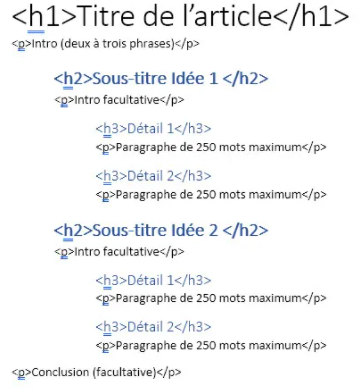 <h1>Titre de l’article</h1>
<p>Intro (deux à trois phrases)</p>
<h2>Sous-titre Idée 1 </h2>
<p>Intro facultative</p>
<h3>Détail 1</h3>
<p>Paragraphe de 250 mots maximum</p>
<h3>Détail 2</h3>
<p>Paragraphe de 250 mots maximum</p>
<h2>Sous-titre Idée 2 </h2>
<p>Intro facultative</p>
<h3>Détail 1</h3>
<p>Paragraphe de 250 mots maximum</p>
<h3>Détail 2</h3>
<p>Paragraphe de 250 mots maximum</p>
<p>Conclusion (facultative)</p>